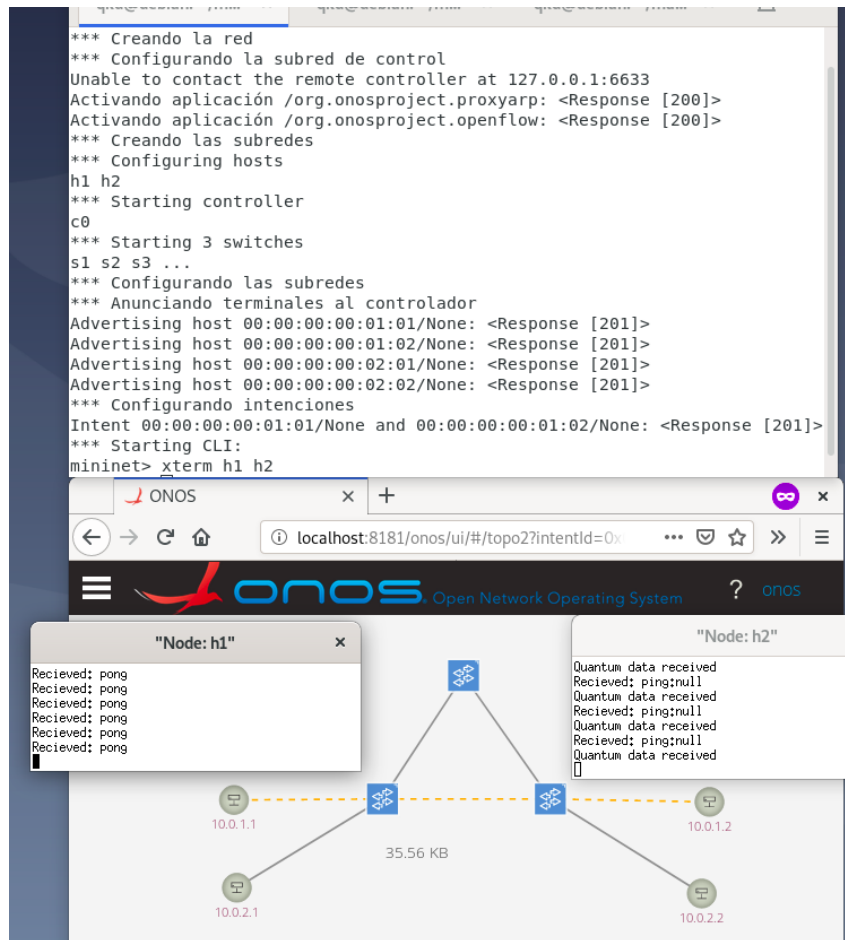 *** Creando la red
*** Configurando la subred de control
Unable to contact the remote controller at 127.0.0.1:6633
Activando aplicación /org.onosproject.proxyarp: <Response [200]>
Activando aplicación /org.onosproject.openflow: <Response [200]>
*** Creando las subredes
*** Configuring hosts
h1 h2
*** Starting controller
c0
*** Starting 3 switches
s1 s2 s3 ...
*** Configurando las subredes
*** Anunciando terminales al controlador
Advertising host 00:00:00:00:01:01/None: <Response [201]>
Advertising host 00:00:00:00:01:02/None: <Response [201]>
Advertising host 00:00:00:00:02:01/None: <Response [201]>
Advertising host 00:00:00:00:02:02/None: <Response [201]>
*** Configurando intenciones
Intent 00:00:00:00:01:01/None and 00:00:00:00:01:02/None: <Response [201]>
*** Starting CLI:
mininet> xterm h1 h2
ONOS
localhost:8181/onos/ui/#/topo2?intentId=0x
onos. Open Network Operating System ? onos
"Node: h1"
Recieved: pong
Recieved: pong
Recieved: pong
Recieved: pong
Recieved: pong
Recieved: pong
"Node: h2"
Quantum data received
Recieved: ping:null
Quantum data received
Recieved: ping:null
Quantum data received
Recieved: ping:null
Quantum data received
10.0.1.1
10.0.1.2
35.56 KB
10.0.2.1
10.0.2.2